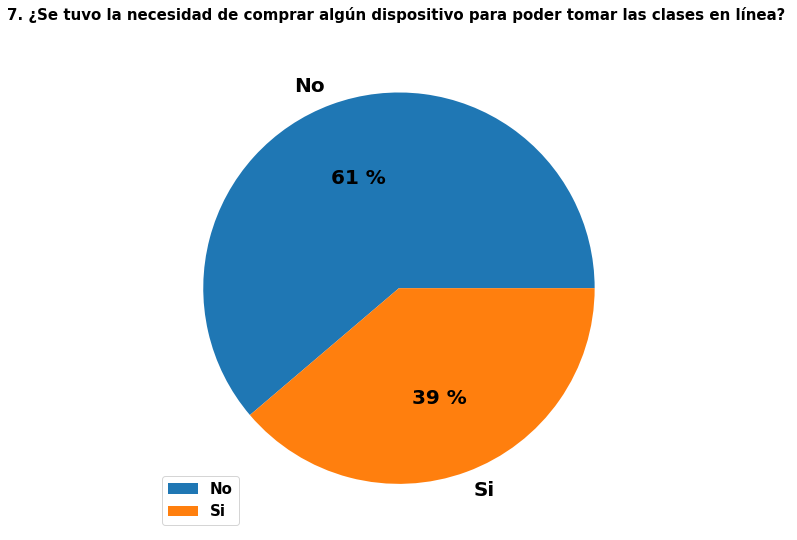 7. ¿Se tuvo la necesidad de comprar algún dispositivo para poder tomar las clases en línea?
No
61 %
39 %
Si
No
Si